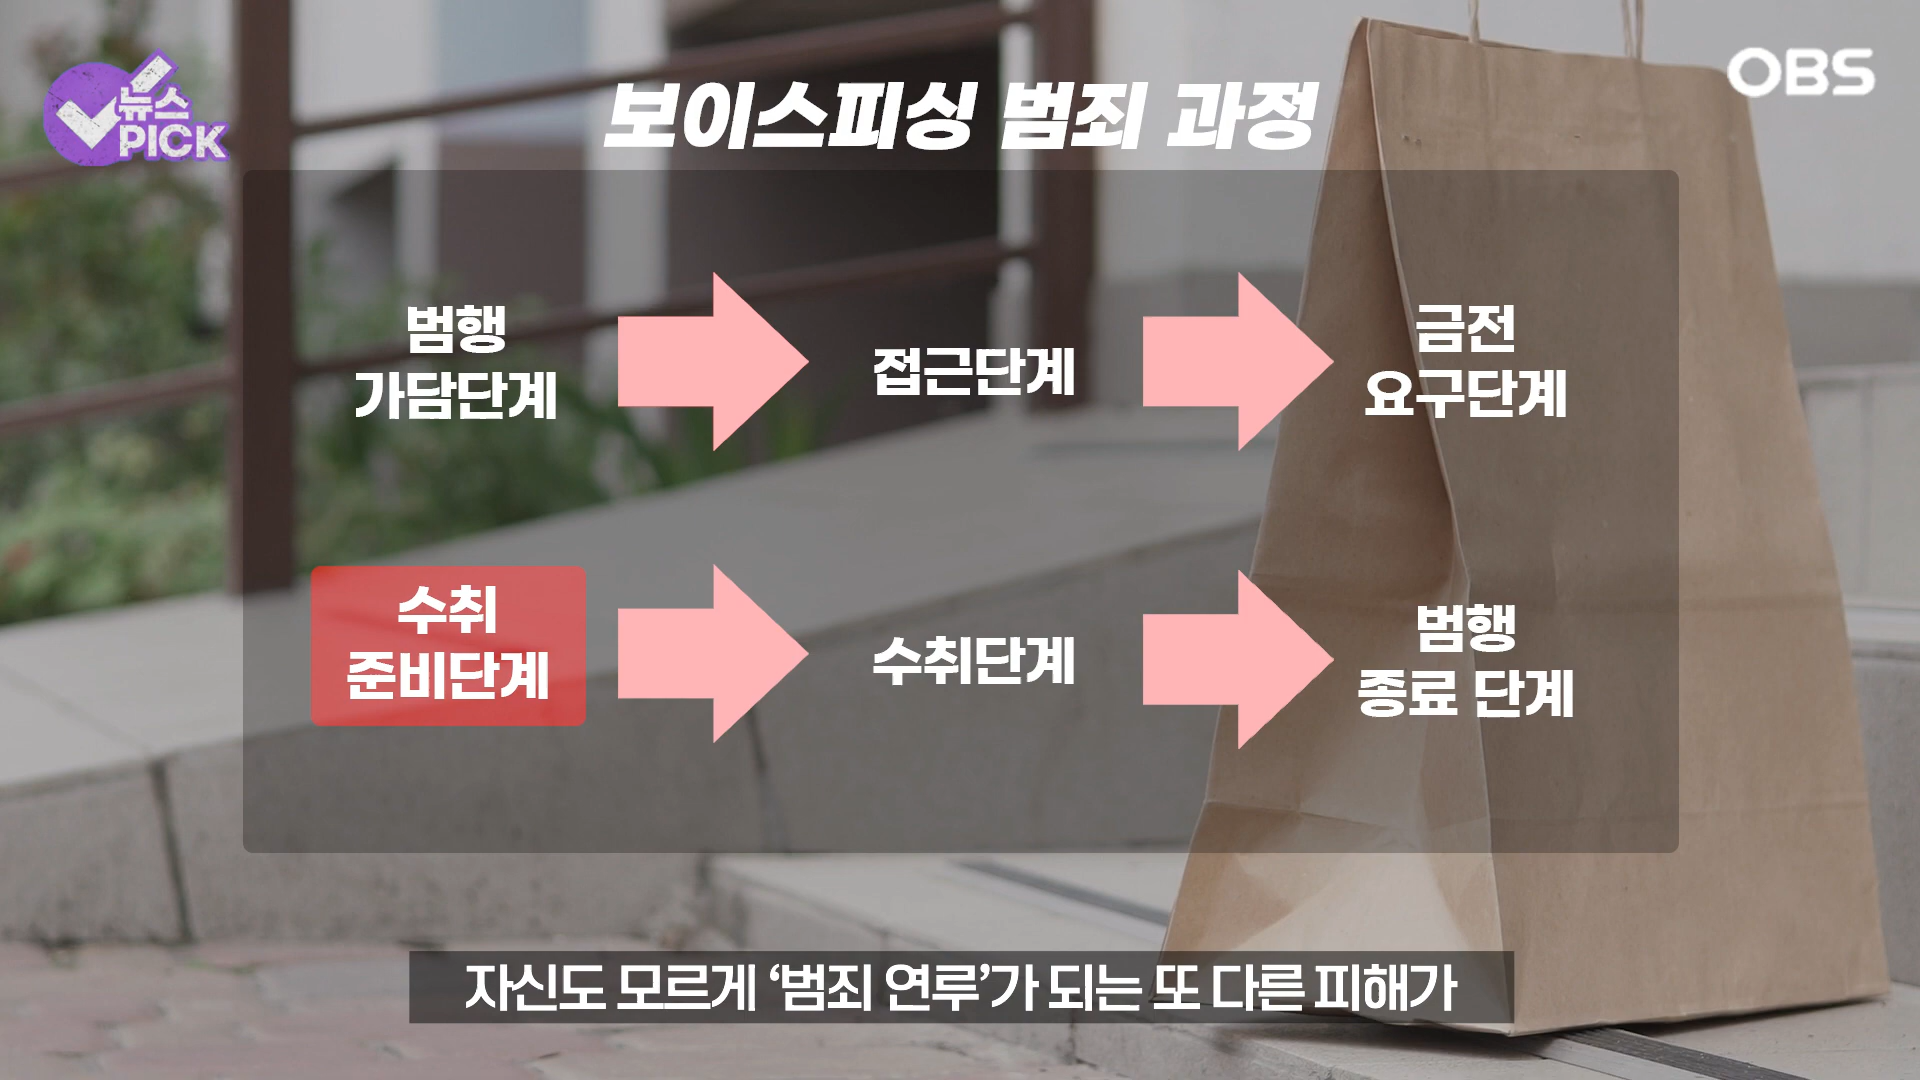 뉴스
PICK
OBS
보이스피싱 범죄 과정
범행
가담단계
접근단계
금전
요구단계
수취
준비단계
수취단계
범행
종료 단계
자신도 모르게 ‘범죄 연루’가 되는 또 다른 피해가